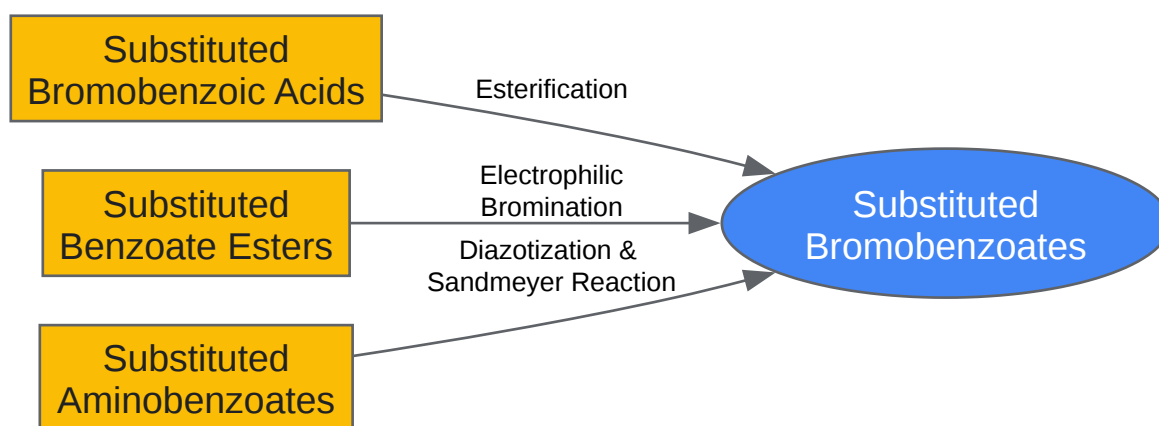 Substituted
Bromobenzoic Acids
Esterification
Substituted
Benzoate Esters
Electrophilic
Bromination
Substituted
Bromobenzoates
Diazotization &
Sandmeyer Reaction
Substituted
Aminobenzoates